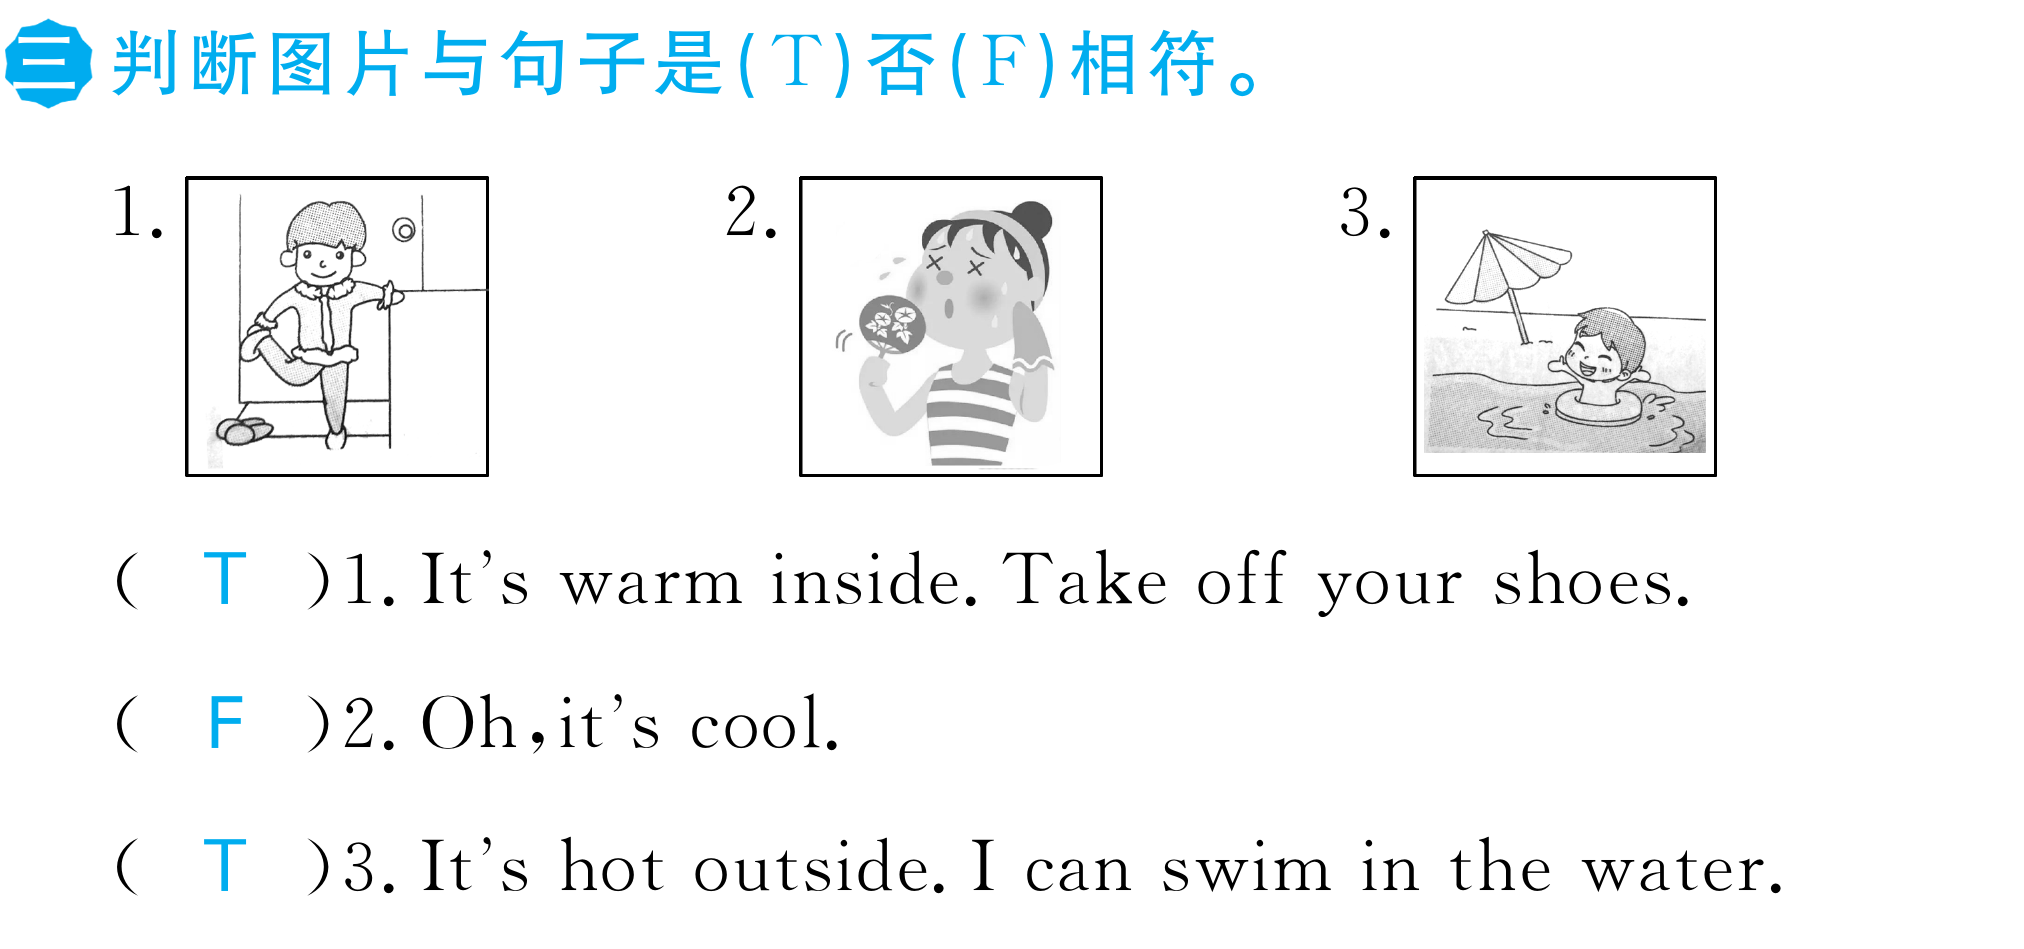 三 判断图片与句子是(T)否(F)相符。
1. 2. 3.
( T )1. It's warm inside. Take off your shoes.
( F )2. Oh,it's cool.
( T )3. It's hot outside. I can swim in the water.